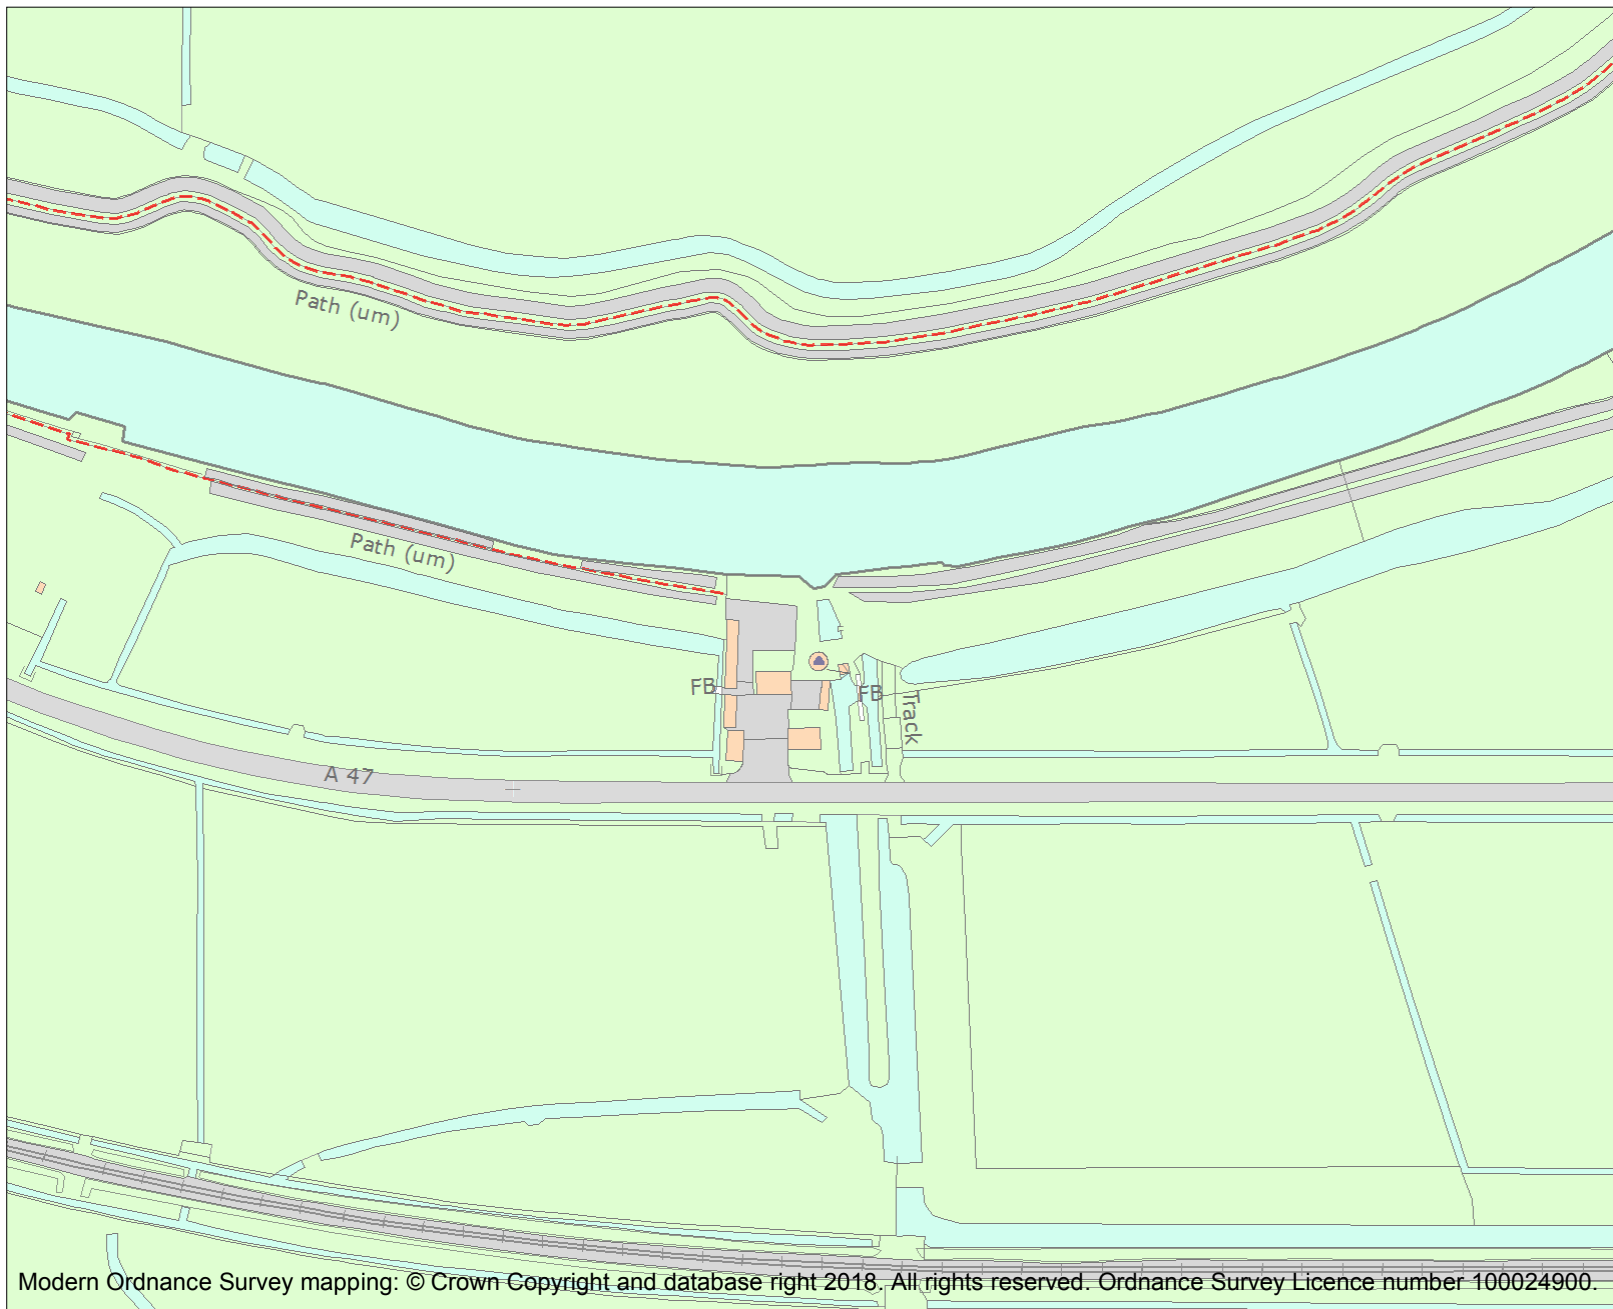 Path (um)
Path (um)
FB
FB
Track
A 47
Modern Ordnance Survey mapping: © Crown Copyright and database right 2018. All rights reserved. Ordnance Survey Licence number 100024900.